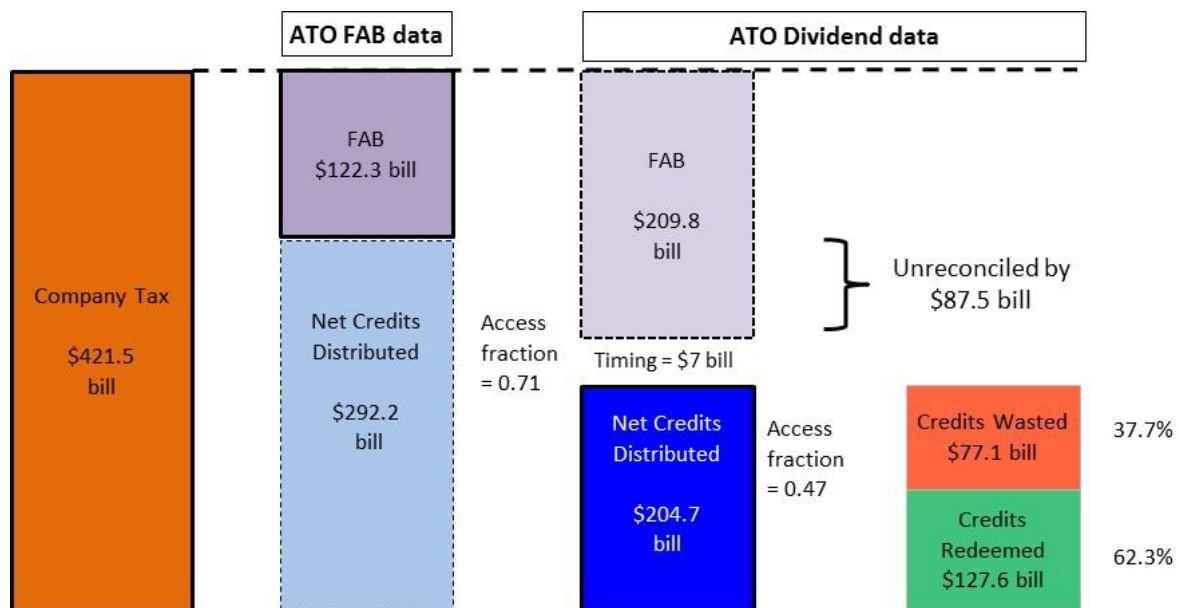 ATO FAB data
ATO Dividend data
Company Tax
$421.5
bill
FAB
$122.3 bill
Net Credits
Distributed
$292.2
bill
Access
fraction
= 0.71
FAB
$209.8
bill
Timing = $7 bill
Net Credits
Distributed
$204.7
bill
Access
fraction
= 0.47
Unreconciled by
$87.5 bill
Credits Wasted
$77.1 bill
37.7%
Credits
Redeemed
$127.6 bill
62.3%